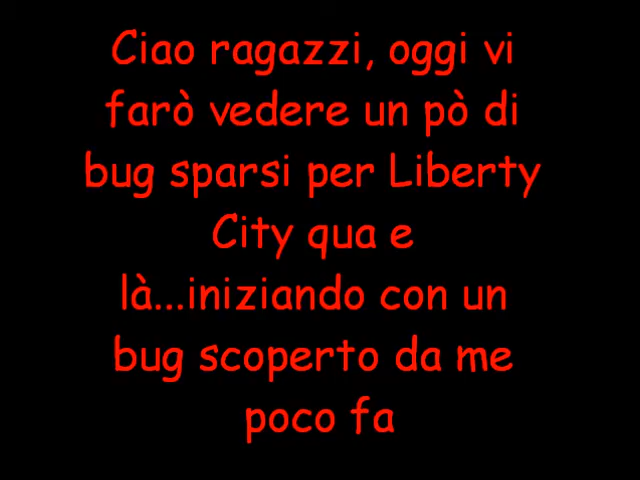 Ciao ragazzi, oggi vi
farò vedere un pò di
bug sparsi per Liberty
City qua e
là...iniziando con un
bug scoperto da me
poco fa